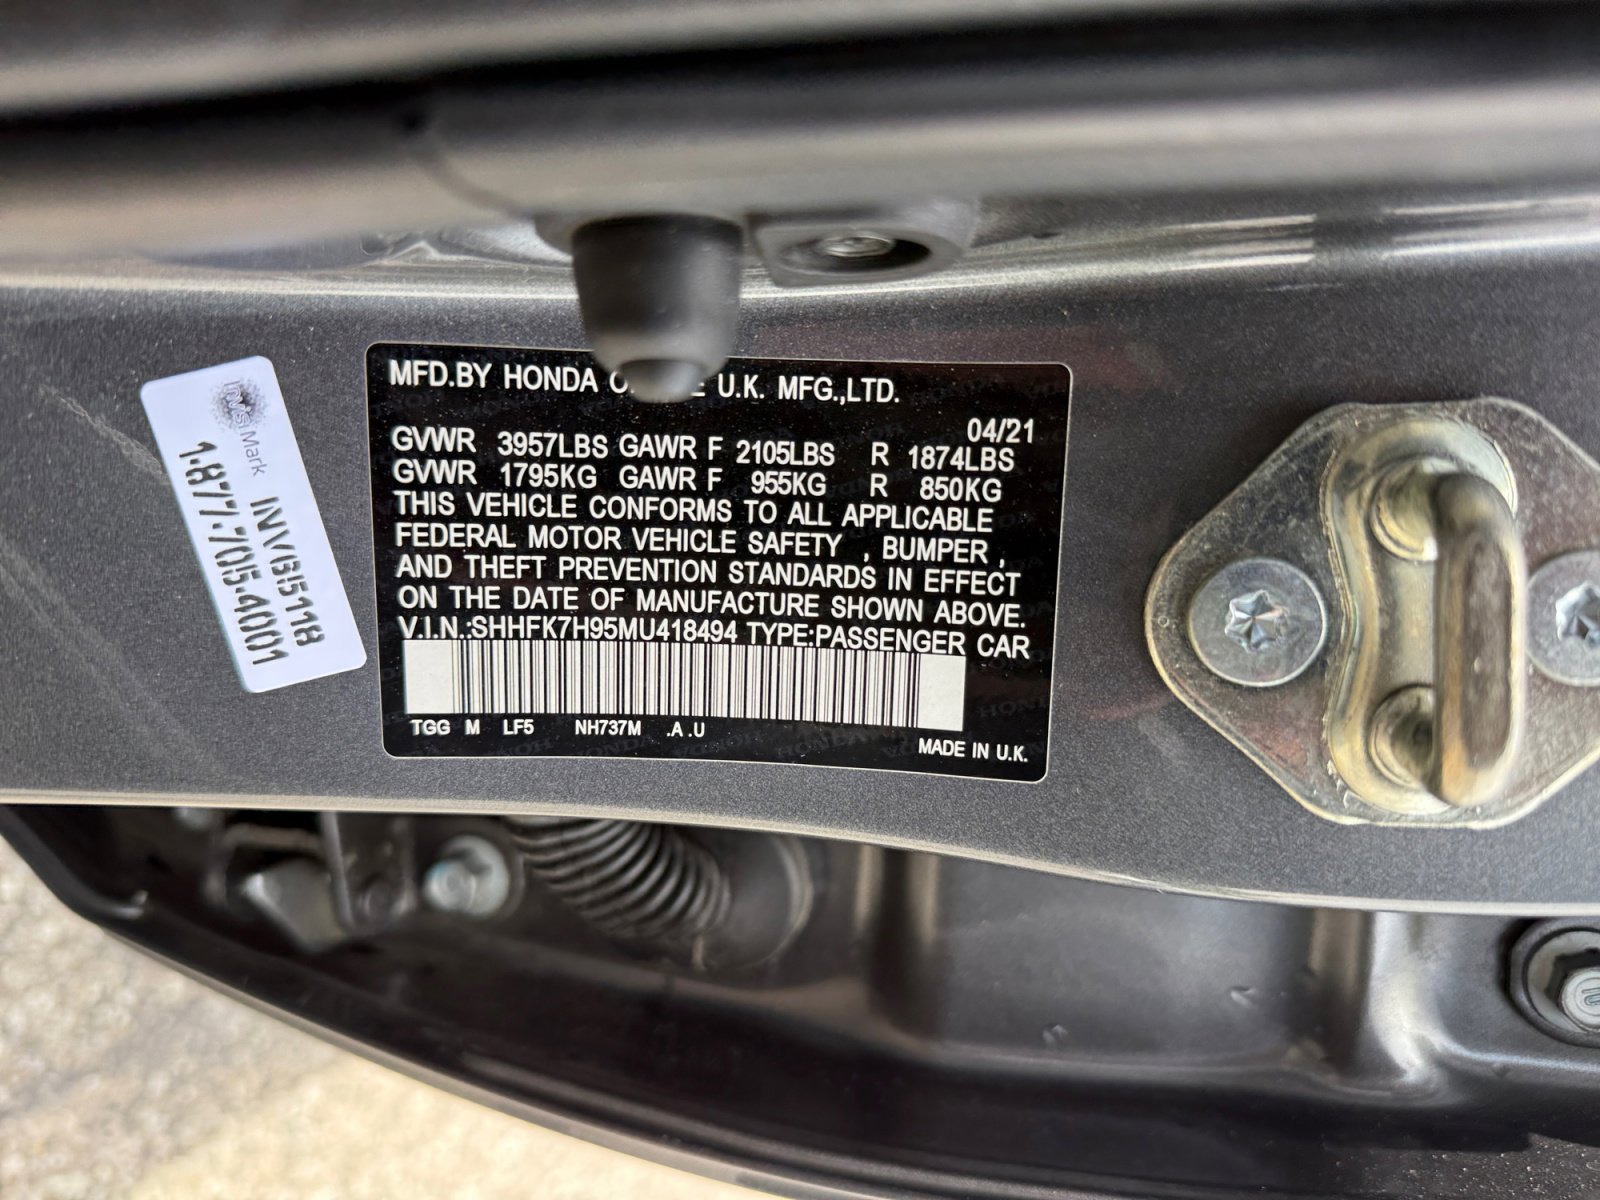 MFD.BY HONDA U.K. MFG.,LTD.
04/21
GVWR 3957LBS GAWR F 2105LBS R 1874LBS
GVWR 1795KG GAWR F 955KG R 850KG
THIS VEHICLE CONFORMS TO ALL APPLICABLE
FEDERAL MOTOR VEHICLE SAFETY , BUMPER ,
AND THEFT PREVENTION STANDARDS IN EFFECT
ON THE DATE OF MANUFACTURE SHOWN ABOVE.
V.I.N.:SHHFK7H95MU418494 TYPE:PASSENGER CAR
TGG M LF5 NH737M .A .U
MADE IN U.K.
InvisiMark INV35118
1.877.705.4001